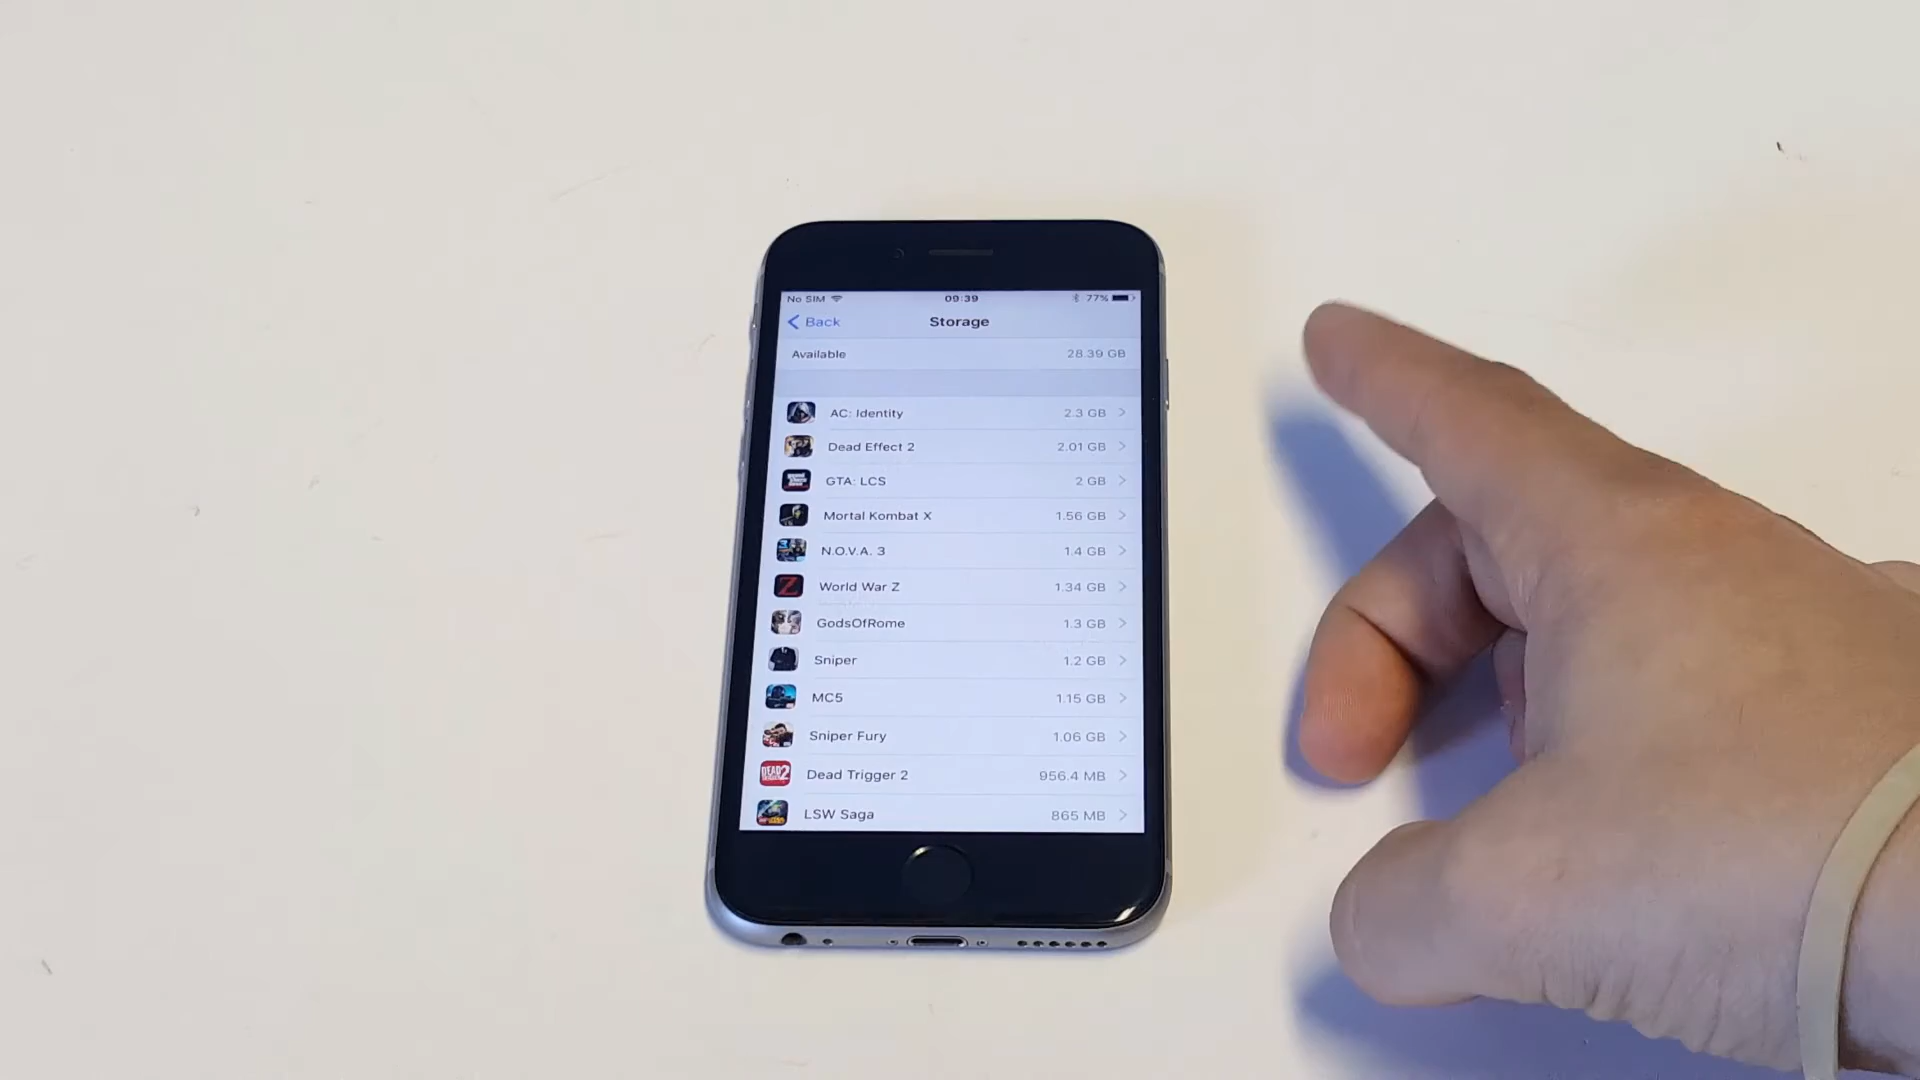 No SIM 09:39 77%
Back Storage
Available 28.39 GB
AC: Identity 2.3 GB
Dead Effect 2 2.01 GB
GTA: LCS 2 GB
Mortal Kombat X 1.56 GB
N.O.V.A. 3 1.4 GB
World War Z 1.34 GB
GodsOfRome 1.3 GB
Sniper 1.2 GB
MC5 1.15 GB
Sniper Fury 1.06 GB
Dead Trigger 2 956.4 MB
LSW Saga 865 MB